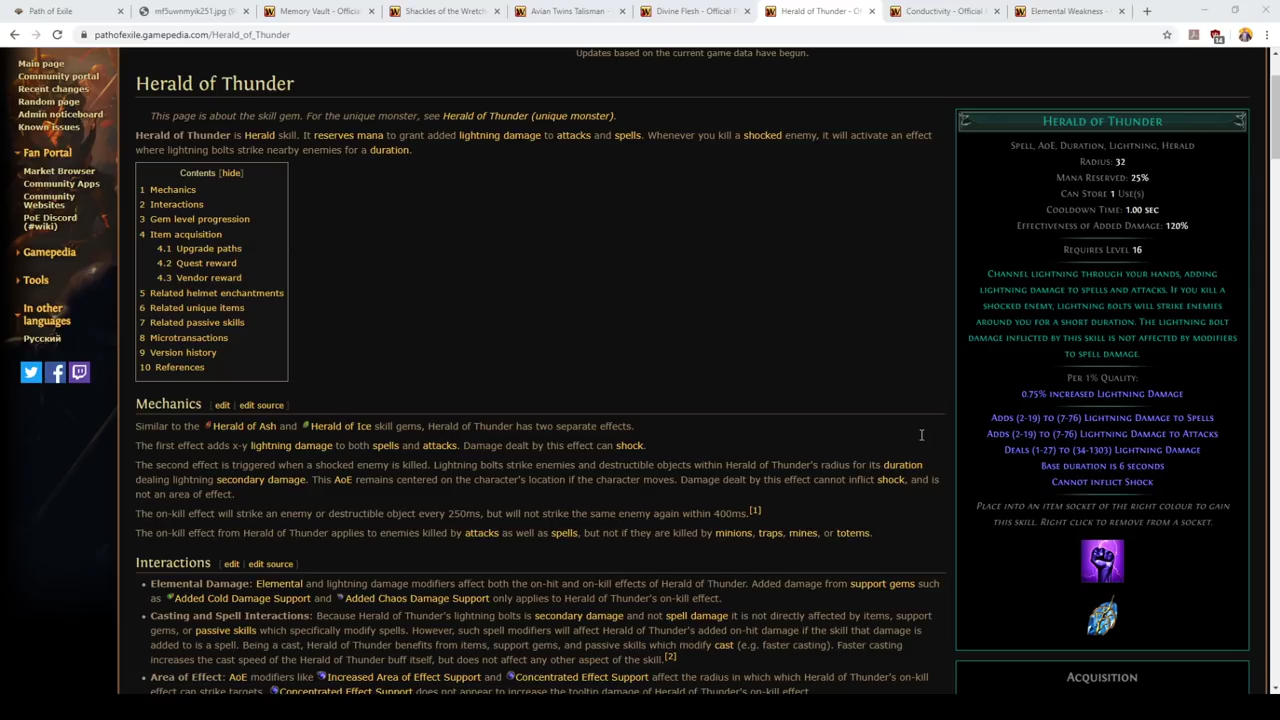 Path of Exile
mf5uwnmyik251.jpg (9
Memory Vault - Offici
Shackles of the Wretch
Avian Twins Talisman -
Divine Flesh - Official P
Herald of Thunder - O
Conductivity - Official
Elemental Weakness -
pathofexile.gamepedia.com/Herald_of_Thunder
14
Updates based on the current game data have begun.
Main page
Community portal
Recent changes
Random page
Admin noticeboard
Known issues
Fan Portal
Market Browser
Community Apps
Community
Websites
PoE Discord
(#wiki)
Gamepedia
Tools
In other
languages
Русский
Herald of Thunder
This page is about the skill gem. For the unique monster, see Herald of Thunder (unique monster).
Herald of Thunder is Herald skill. It reserves mana to grant added lightning damage to attacks and spells. Whenever you kill a shocked enemy, it will activate an effect
where lightning bolts strike nearby enemies for a duration.
Contents [hide]
1 Mechanics
2 Interactions
3 Gem level progression
4 Item acquisition
4.1 Upgrade paths
4.2 Quest reward
4.3 Vendor reward
5 Related helmet enchantments
6 Related unique items
7 Related passive skills
8 Microtransactions
9 Version history
10 References
Mechanics [edit | edit source]
Similar to the Herald of Ash and Herald of Ice skill gems, Herald of Thunder has two separate effects.
The first effect adds x-y lightning damage to both spells and attacks. Damage dealt by this effect can shock.
The second effect is triggered when a shocked enemy is killed. Lightning bolts strike enemies and destructible objects within Herald of Thunder's radius for its duration
dealing lightning secondary damage. This AoE remains centered on the character's location if the character moves. Damage dealt by this effect cannot inflict shock, and is
not an area of effect.
The on-kill effect will strike an enemy or destructible object every 250ms, but will not strike the same enemy again within 400ms.[1]
The on-kill effect from Herald of Thunder applies to enemies killed by attacks as well as spells, but not if they are killed by minions, traps, mines, or totems.
Interactions [edit | edit source]
Elemental Damage: Elemental and lightning damage modifiers affect both the on-hit and on-kill effects of Herald of Thunder. Added damage from support gems such
as Added Cold Damage Support and Added Chaos Damage Support only applies to Herald of Thunder's on-kill effect.
Casting and Spell Interactions: Because Herald of Thunder's lightning bolts is secondary damage and not spell damage it is not directly affected by items, support
gems, or passive skills which specifically modify spells. However, such spell modifiers will affect Herald of Thunder's added on-hit damage if the skill that damage is
added to is a spell. Being a cast, Herald of Thunder benefits from items, support gems, and passive skills which modify cast (e.g. faster casting). Faster casting
increases the cast speed of the Herald of Thunder buff itself, but does not affect any other aspect of the skill.[2]
Area of Effect: AoE modifiers like Increased Area of Effect Support and Concentrated Effect Support affect the radius in which which Herald of Thunder's on-kill
effect can strike targets. Concentrated Effect Support does not appear to increase the tooltip damage of Herald of Thunder's on-kill effect.
Herald of Thunder
Spell, AoE, Duration, Lightning, Herald
Radius: 32
Mana Reserved: 25%
Can Store 1 Use(s)
Cooldown Time: 1.00 sec
Effectiveness of Added Damage: 120%
Requires Level 16
Channel lightning through your hands, adding
lightning damage to spells and attacks. If you kill a
shocked enemy, lightning bolts will strike enemies
around you for a short duration. The lightning bolt
damage inflicted by this skill is not affected by modifiers
to spell damage.
Per 1% Quality:
0.75% increased Lightning Damage
Adds (2-19) to (7-76) Lightning Damage to Spells
Adds (2-19) to (7-76) Lightning Damage to Attacks
Deals (1-27) to (34-1303) Lightning Damage
Base duration is 6 seconds
Cannot inflict Shock
Place into an item socket of the right colour to gain
this skill. Right click to remove from a socket.
Acquisition